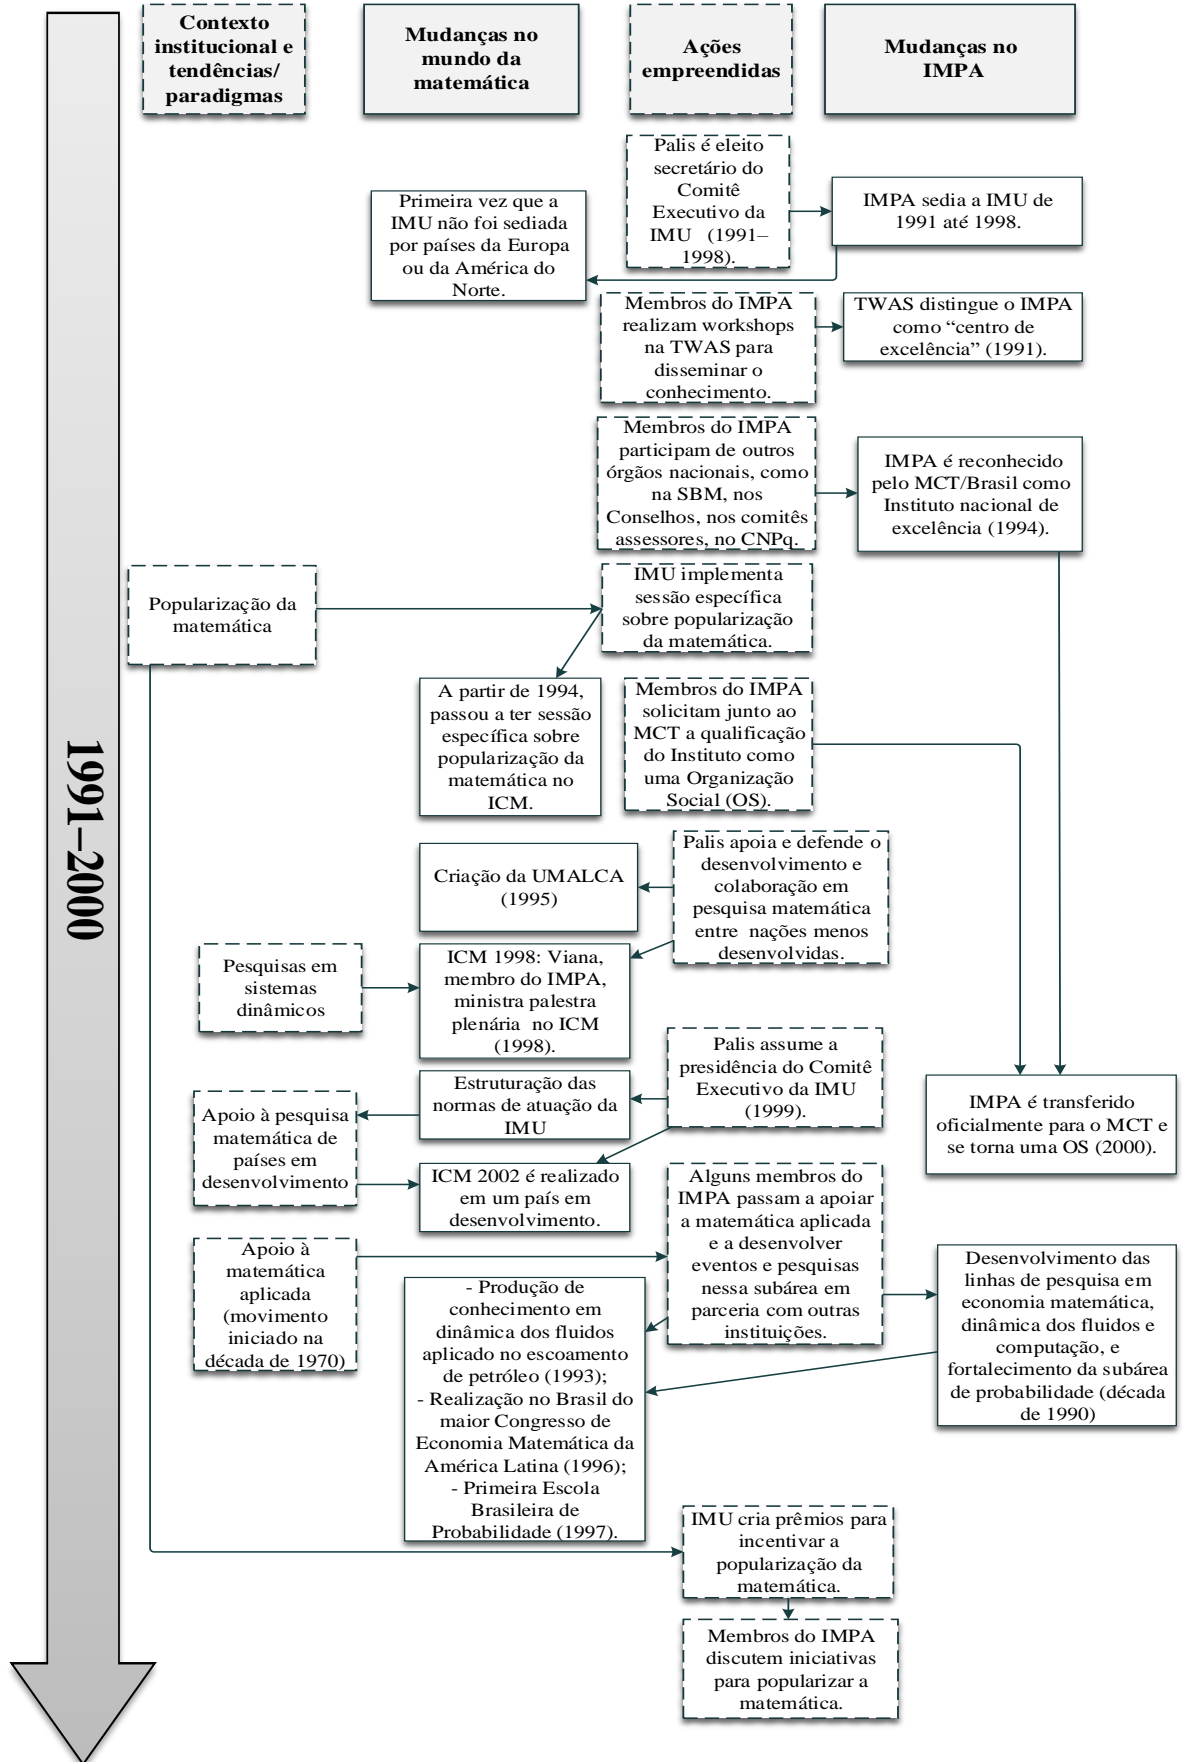 Contexto
institucional e
tendências/
paradigmas
Mudanças no
mundo da
matemática
Ações
empreendidas
Mudanças no
IMPA
1991–2000
Palis é eleito
secretário do
Comitê
Executivo da
IMU (1991–
1998).
IMPA sedia a IMU de
1991 até 1998.
Primeira vez que a
IMU não foi sediada
por países da Europa
ou da América do
Norte.
Membros do IMPA
realizam workshops
na TWAS para
disseminar o
conhecimento.
TWAS distingue o IMPA
como “centro de
excelência” (1991).
Membros do IMPA
participam de outros
órgãos nacionais, como
na SBM, nos
Conselhos, nos comitês
assessores, no CNPq.
IMPA é reconhecido
pelo MCT/Brasil como
Instituto nacional de
excelência (1994).
Popularização da
matemática
IMU implementa
sessão específica
sobre popularização
da matemática.
A partir de 1994,
passou a ter sessão
específica sobre
popularização da
matemática no
ICM.
Membros do IMPA
solicitam junto ao
MCT a qualificação
do Instituto como
uma Organização
Social (OS).
Criação da UMALCA
(1995)
Palis apoia e defende o
desenvolvimento e
colaboração em
pesquisa matemática
entre nações menos
desenvolvidas.
Pesquisas em
sistemas
dinâmicos
ICM 1998: Viana,
membro do IMPA,
ministra palestra
plenária no ICM
(1998).
Palis assume a
presidência do Comitê
Executivo da IMU
(1999).
Estruturação das
normas de atuação da
IMU
IMPA é transferido
oficialmente para o MCT e
se torna uma OS (2000).
Apoio à pesquisa
matemática de
países em
desenvolvimento
ICM 2002 é realizado
em um país em
desenvolvimento.
Alguns membros do
IMPA passam a apoiar
a matemática aplicada
e a desenvolver
eventos e pesquisas
nessa subárea em
parceria com outras
instituições.
Apoio à
matemática
aplicada
(movimento
iniciado na
década de 1970)
Desenvolvimento das
linhas de pesquisa em
economia matemática,
dinâmica dos fluidos e
computação, e
fortalecimento da subárea
de probabilidade (década
de 1990)
- Produção de
conhecimento em
dinâmica dos fluidos
aplicado no escoamento
de petróleo (1993);
- Realização no Brasil do
maior Congresso de
Economia Matemática da
América Latina (1996);
- Primeira Escola
Brasileira de
Probabilidade (1997).
IMU cria prêmios para
incentivar a
popularização da
matemática.
Membros do IMPA
discutem iniciativas
para popularizar a
matemática.